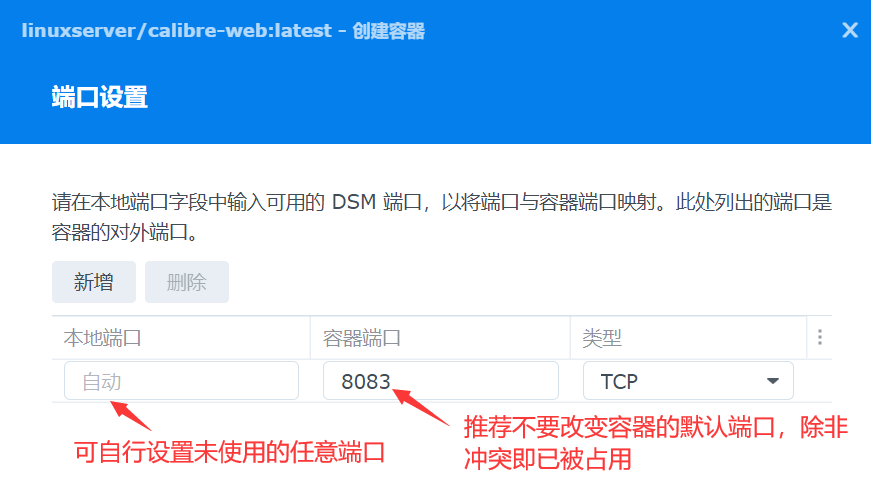 linuxserver/calibre-web:latest - 创建容器
端口设置
请在本地端口字段中输入可用的 DSM 端口，以将端口与容器端口映射。此处列出的端口是
容器的对外端口。
新增 删除
本地端口 容器端口 类型
自动 8083 TCP
可自行设置未使用的任意端口
推荐不要改变容器的默认端口，除非
冲突即已被占用